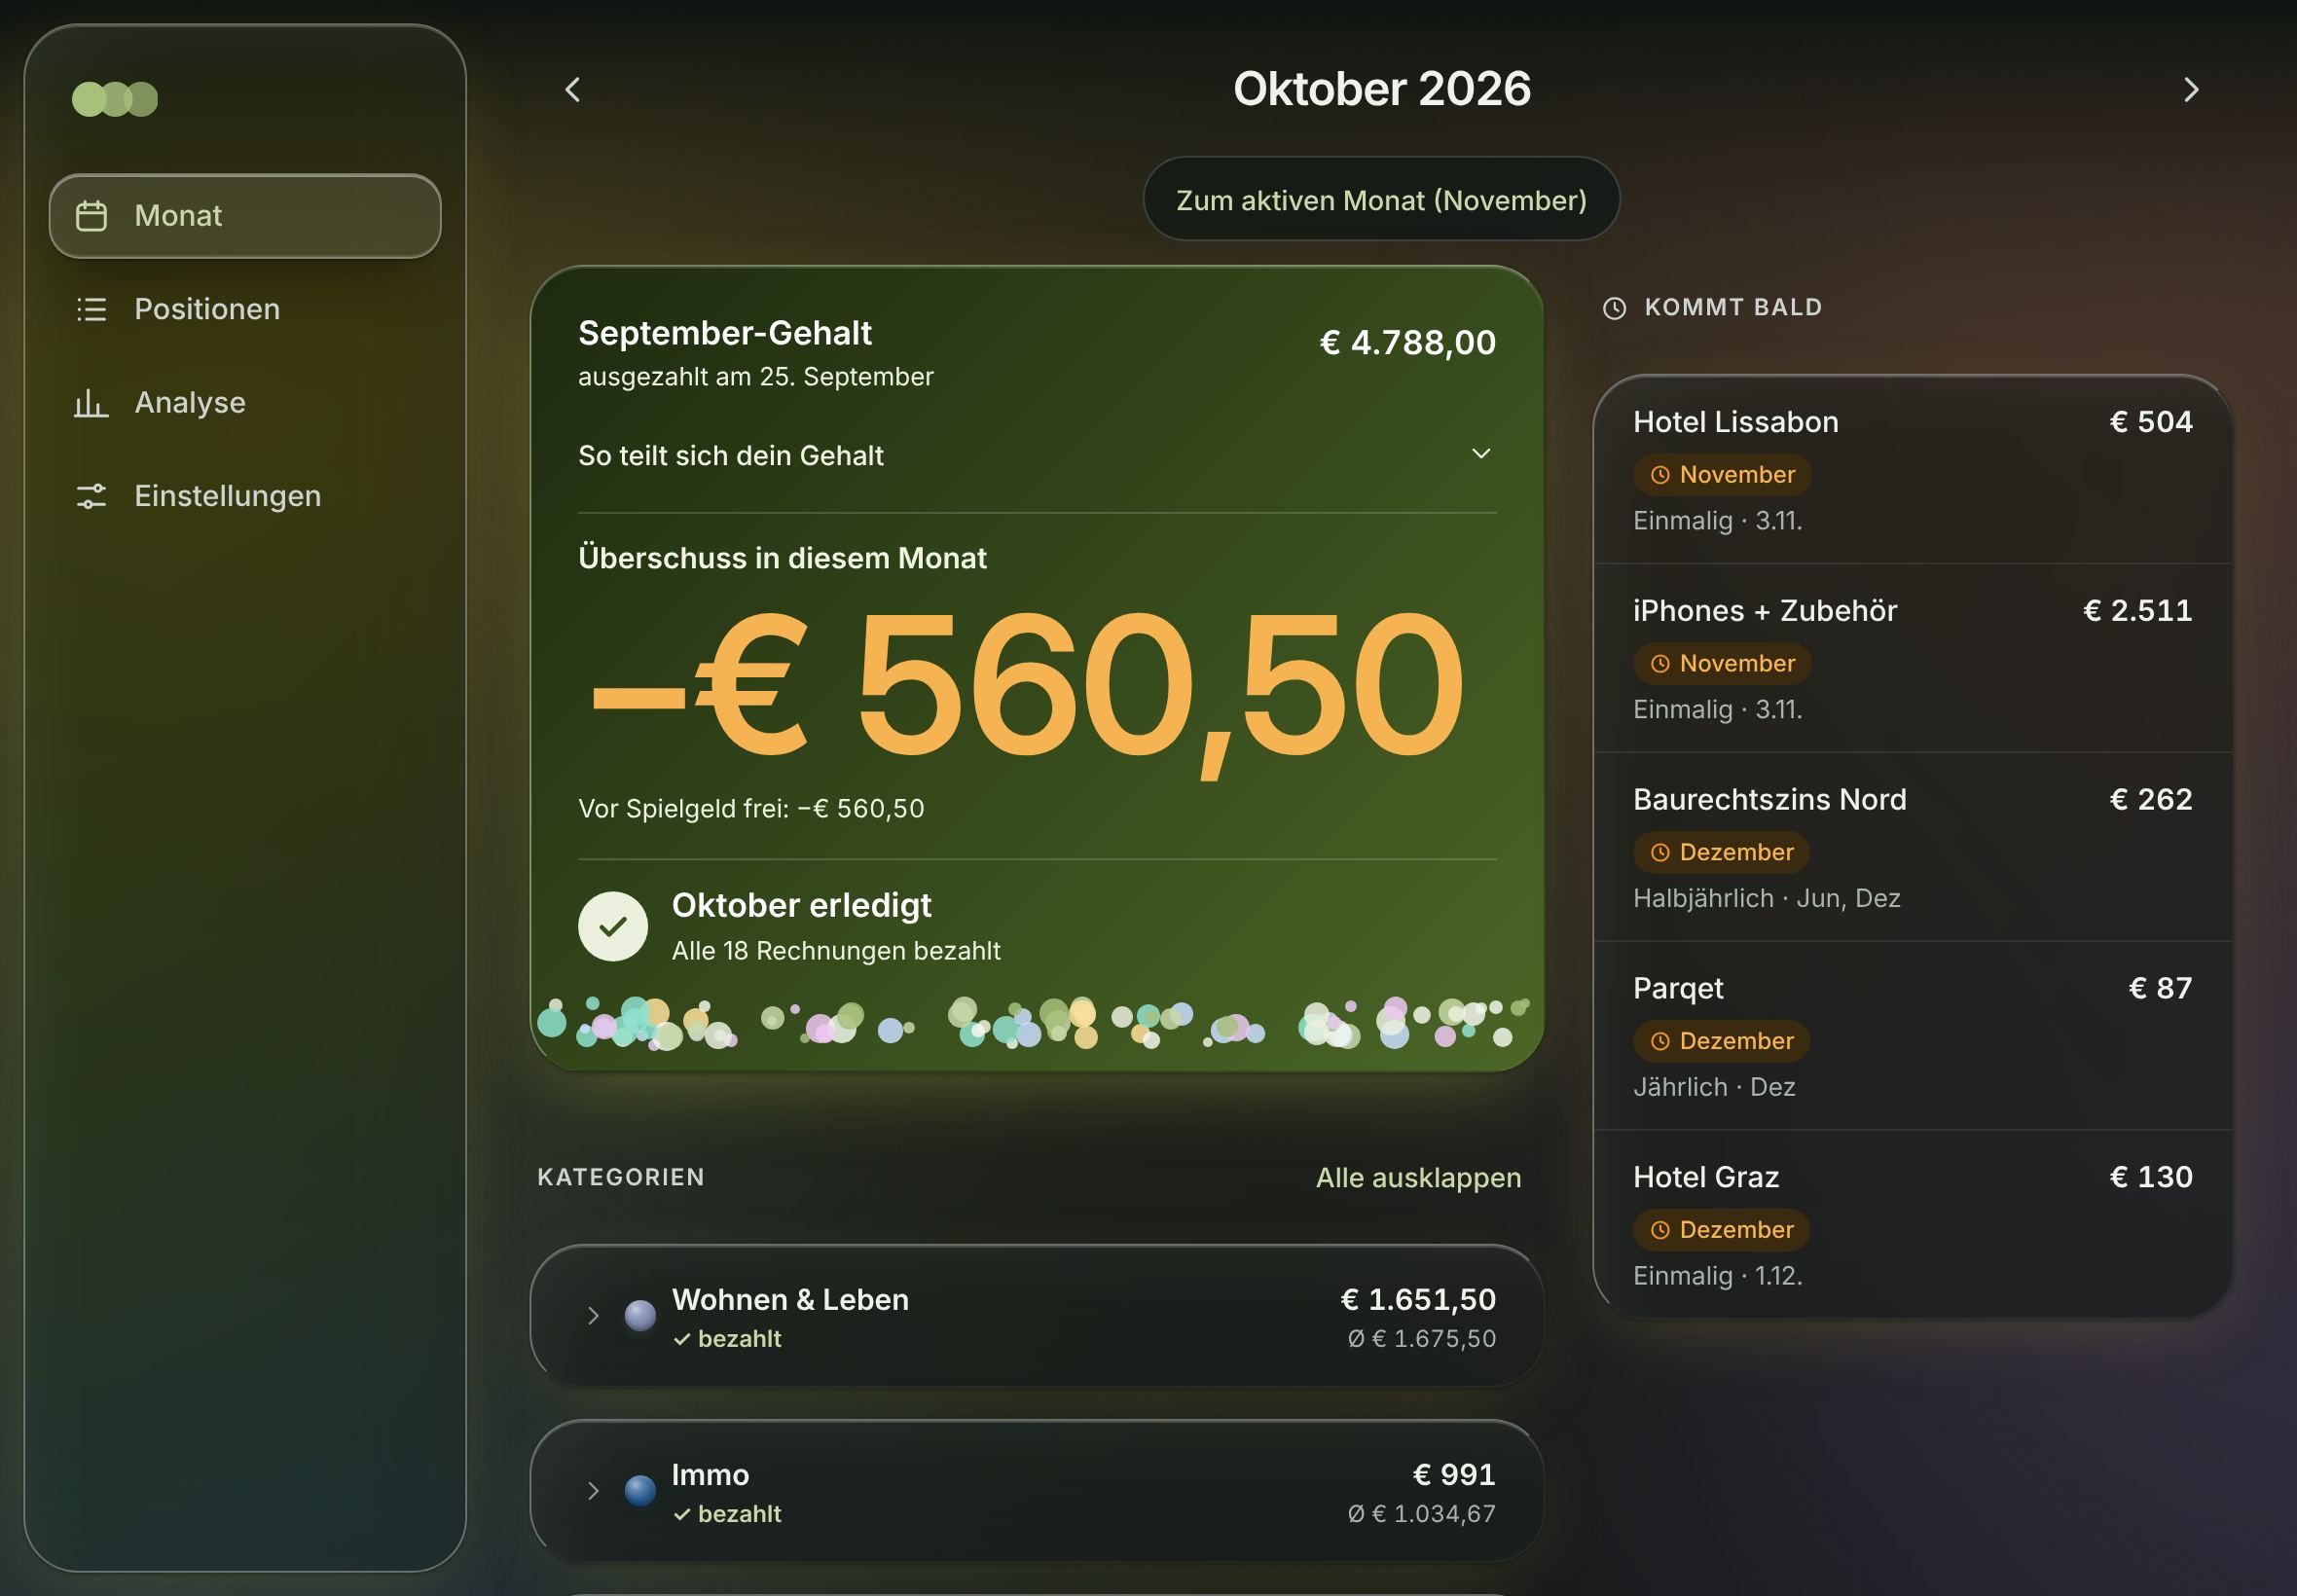 Oktober 2026
Zum aktiven Monat (November)
Monat
Positionen
Analyse
Einstellungen
September-Gehalt
€ 4.788,00
ausgezahlt am 25. September
So teilt sich dein Gehalt
Überschuss in diesem Monat
−€ 560,50
Vor Spielgeld frei: −€ 560,50
Oktober erledigt
Alle 18 Rechnungen bezahlt
KATEGORIEN
Alle ausklappen
Wohnen & Leben
€ 1.651,50
✓ bezahlt
Ø € 1.675,50
Immo
€ 991
✓ bezahlt
Ø € 1.034,67
KOMMT BALD
Hotel Lissabon
€ 504
November
Einmalig · 3.11.
iPhones + Zubehör
€ 2.511
November
Einmalig · 3.11.
Baurechtszins Nord
€ 262
Dezember
Halbjährlich · Jun, Dez
Parqet
€ 87
Dezember
Jährlich · Dez
Hotel Graz
€ 130
Dezember
Einmalig · 1.12.